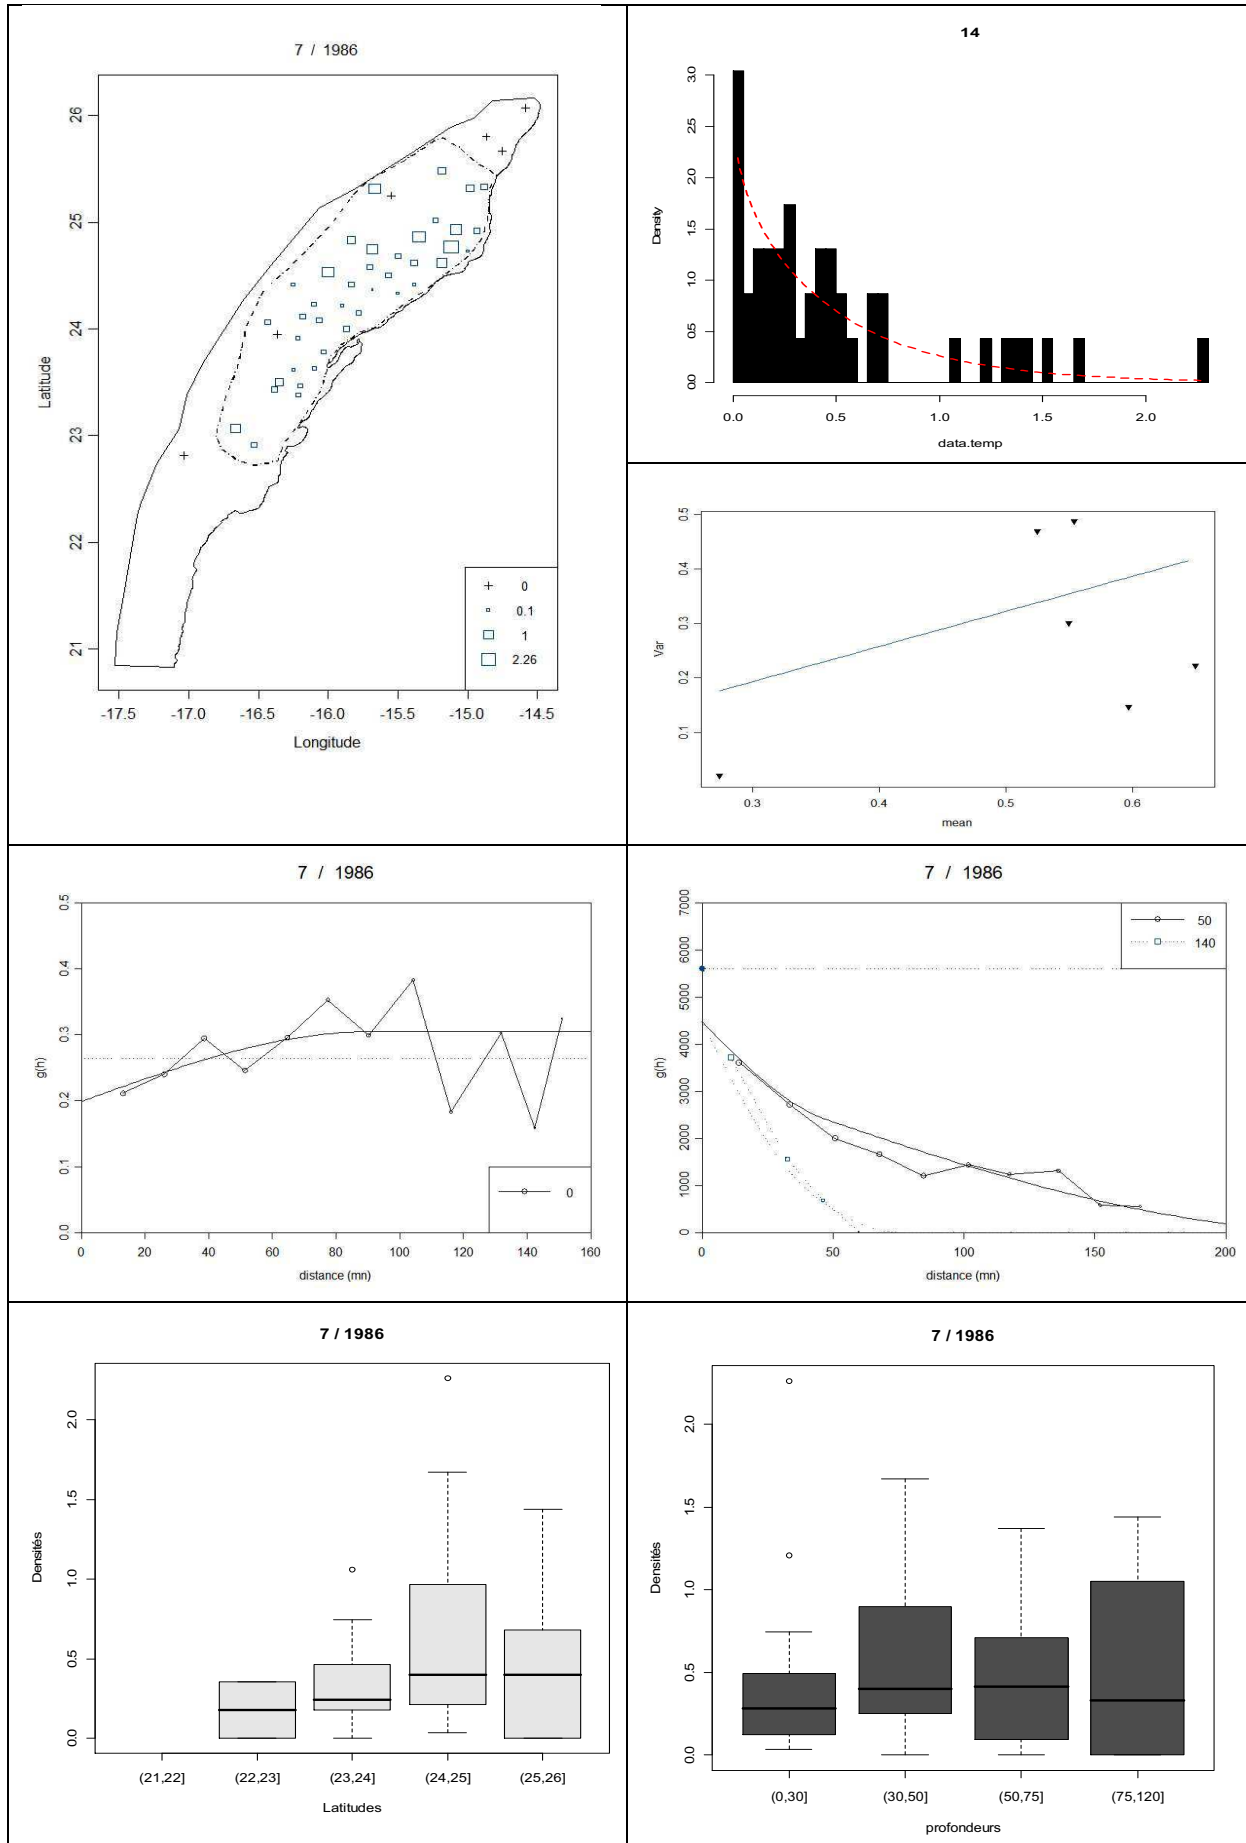 7 / 1986
Latitude
26
25
24
23
22
21
0
0.1
1
2.26
-17.5 -17.0 -16.5 -16.0 -15.5 -15.0 -14.5
Longitude
14
Density
3.0
2.5
2.0
1.5
1.0
0.5
0.0
0.0 0.5 1.0 1.5 2.0
data.temp
Var
0.5
0.4
0.3
0.2
0.1
0.3 0.4 0.5 0.6
mean
7 / 1986
g(h)
0.5
0.4
0.3
0.2
0.1
0.0
0
0 20 40 60 80 100 120 140 160
distance (mn)
7 / 1986
g(h)
7000
6000
5000
4000
3000
2000
1000
0
50
140
0 50 100 150 200
distance (mn)
7 / 1986
Densités
2.0
1.5
1.0
0.5
0.0
(21,22] (22,23] (23,24] (24,25] (25,26]
Latitudes
7 / 1986
Densités
2.0
1.5
1.0
0.5
0.0
(0,30] (30,50] (50,75] (75,120]
profondeurs